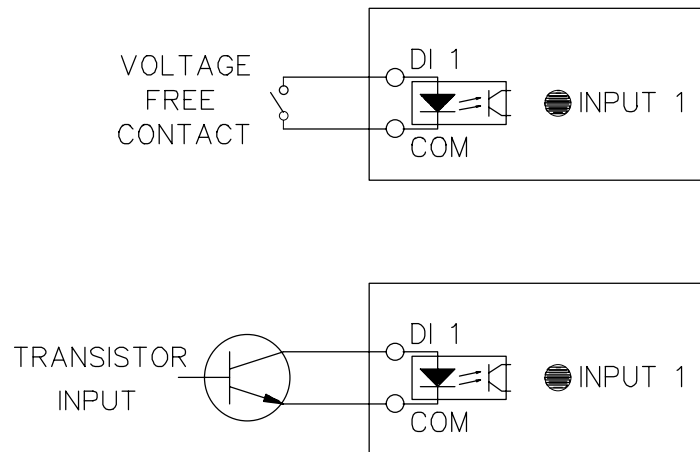 VOLTAGE
FREE
CONTACT
DI 1
INPUT 1
COM
TRANSISTOR
INPUT
DI 1
INPUT 1
COM